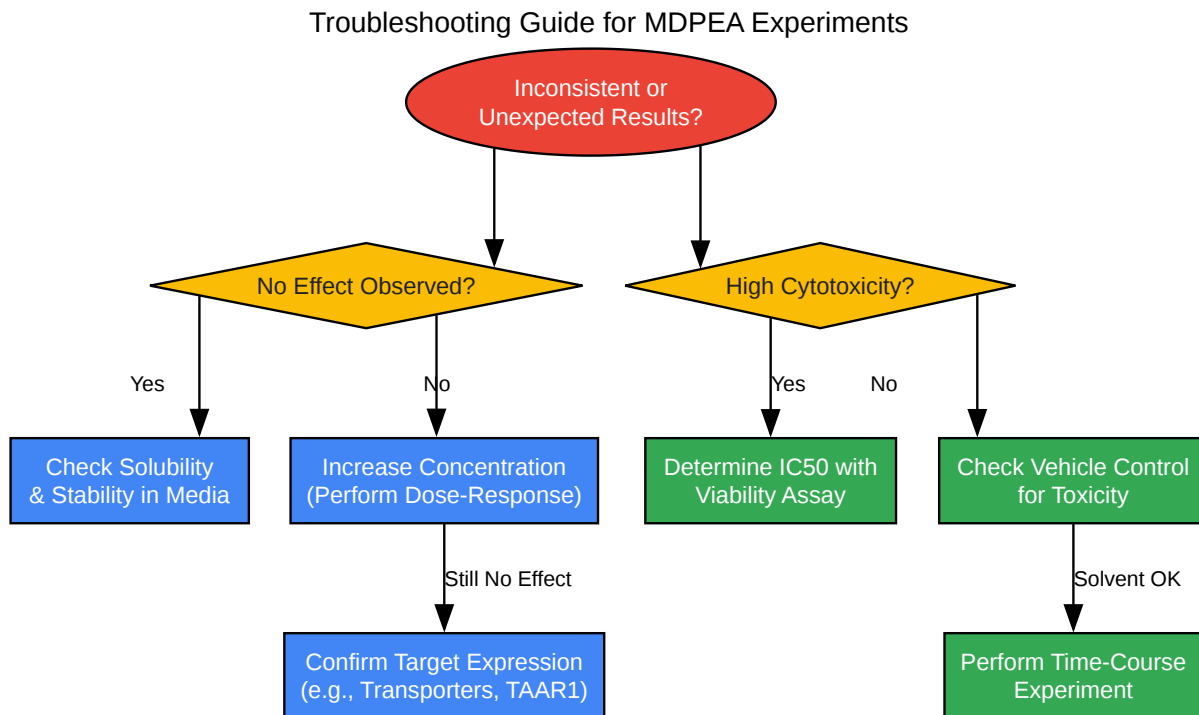 Troubleshooting Guide for MDPEA Experiments
Inconsistent or
Unexpected Results?
No Effect Observed?
High Cytotoxicity?
Yes
No
Yes
No
Check Solubility
& Stability in Media
Increase Concentration
(Perform Dose-Response)
Determine IC50 with
Viability Assay
Check Vehicle Control
for Toxicity
Still No Effect
Solvent OK
Confirm Target Expression
(e.g., Transporters, TAAR1)
Perform Time-Course
Experiment